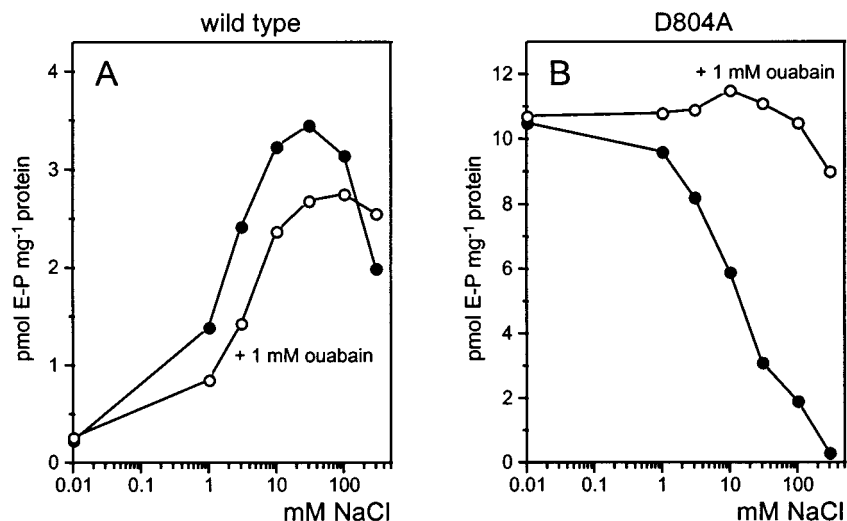 wild type
A
4
3
2
1
0
pmol E-P mg⁻¹ protein
+ 1 mM ouabain
0.01 0.1 1 10 100
mM NaCl
D804A
B
+ 1 mM ouabain
12
10
8
6
4
2
0
pmol E-P mg⁻¹ protein
0.01 0.1 1 10 100
mM NaCl